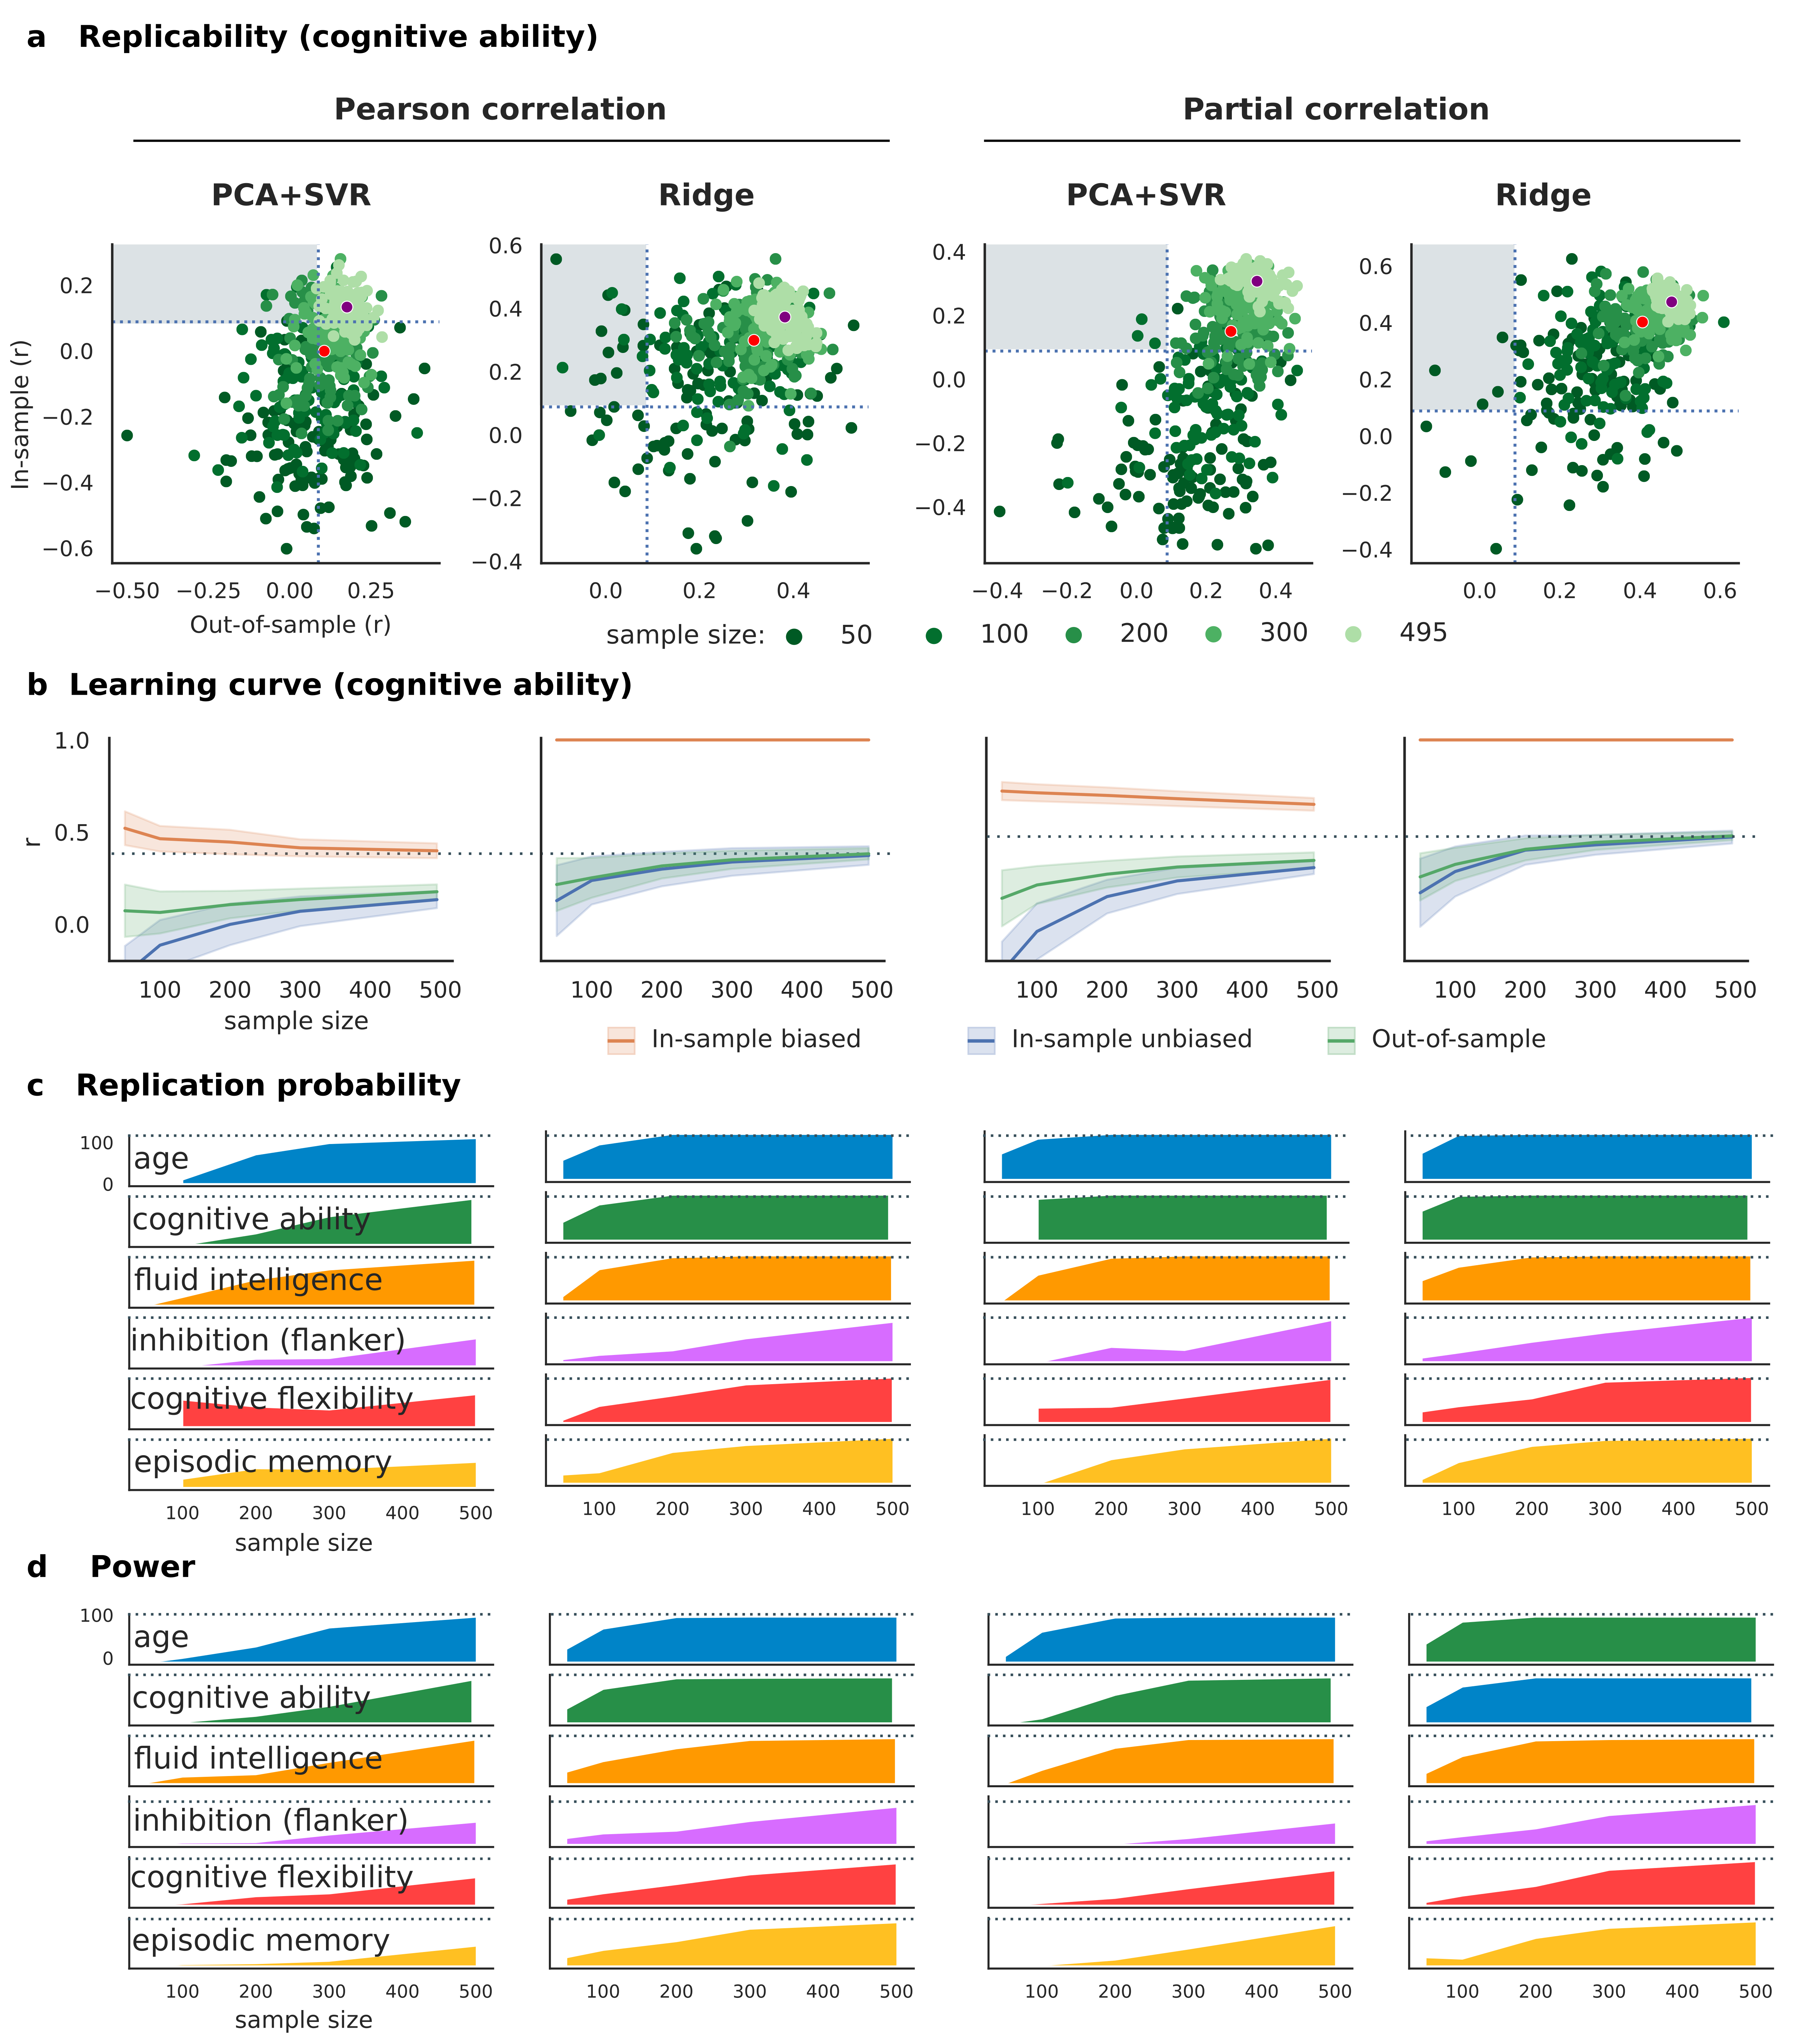 a Replicability (cognitive ability)
Pearson correlation
Partial correlation
PCA+SVR
Ridge
PCA+SVR
Ridge
In-sample (r)
0.2
0.0
−0.2
−0.4
−0.6
−0.50 −0.25 0.00 0.25
Out-of-sample (r)
0.6
0.4
0.2
0.0
−0.2
−0.4
0.0 0.2 0.4
0.4
0.2
0.0
−0.2
−0.4
−0.4 −0.2 0.0 0.2 0.4
0.6
0.4
0.2
0.0
−0.2
−0.4
0.0 0.2 0.4 0.6
sample size: 50 100 200 300 495
b Learning curve (cognitive ability)
r
1.0
0.5
0.0
100 200 300 400 500
sample size
100 200 300 400 500
100 200 300 400 500
100 200 300 400 500
In-sample biased In-sample unbiased Out-of-sample
c Replication probability
100
0
age
cognitive ability
fluid intelligence
inhibition (flanker)
cognitive flexibility
episodic memory
100 200 300 400 500
sample size
100 200 300 400 500
100 200 300 400 500
100 200 300 400 500
d Power
100
0
age
cognitive ability
fluid intelligence
inhibition (flanker)
cognitive flexibility
episodic memory
100 200 300 400 500
sample size
100 200 300 400 500
100 200 300 400 500
100 200 300 400 500